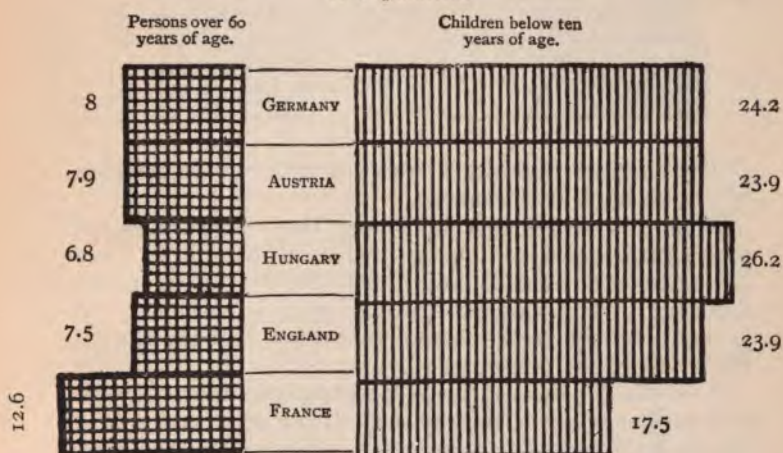 Persons over 60
years of age.
Children below ten
years of age.
8 GERMANY 24.2
7.9 AUSTRIA 23.9
6.8 HUNGARY 26.2
7.5 ENGLAND 23.9
12.6 FRANCE 17.5